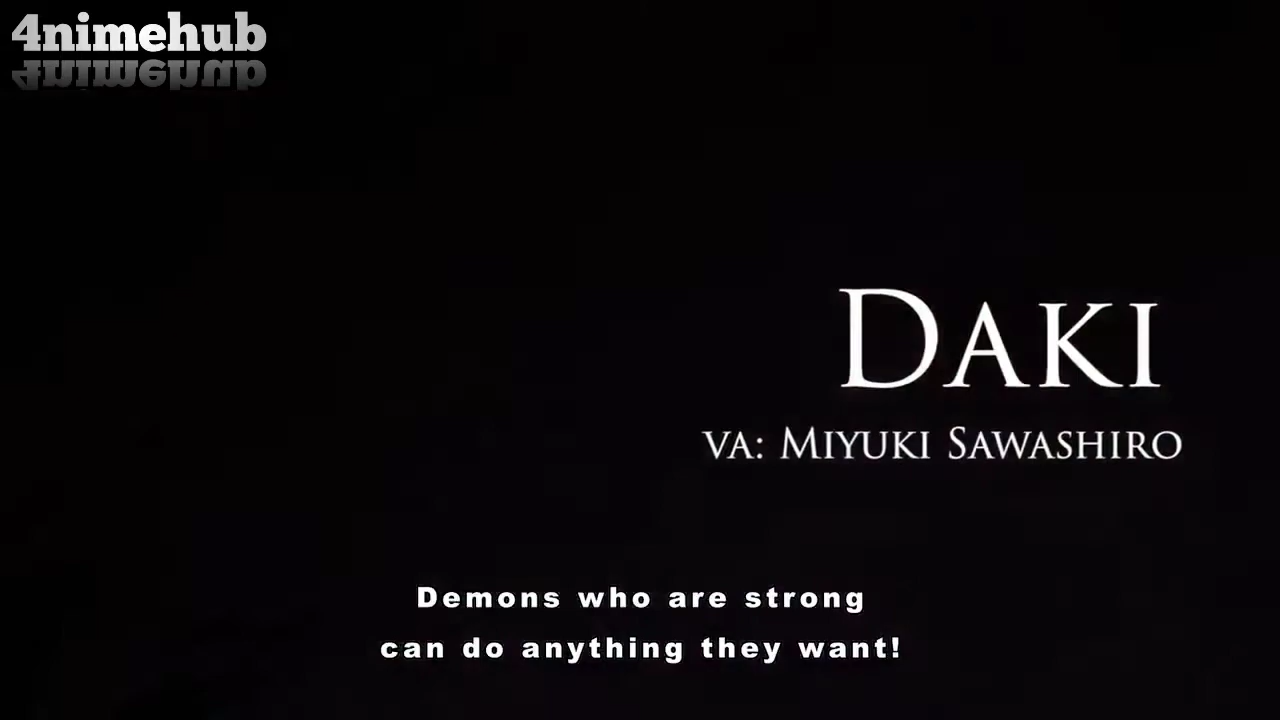 4nimehub
DAKI
VA: MIYUKI SAWASHIRO
Demons who are strong
can do anything they want!